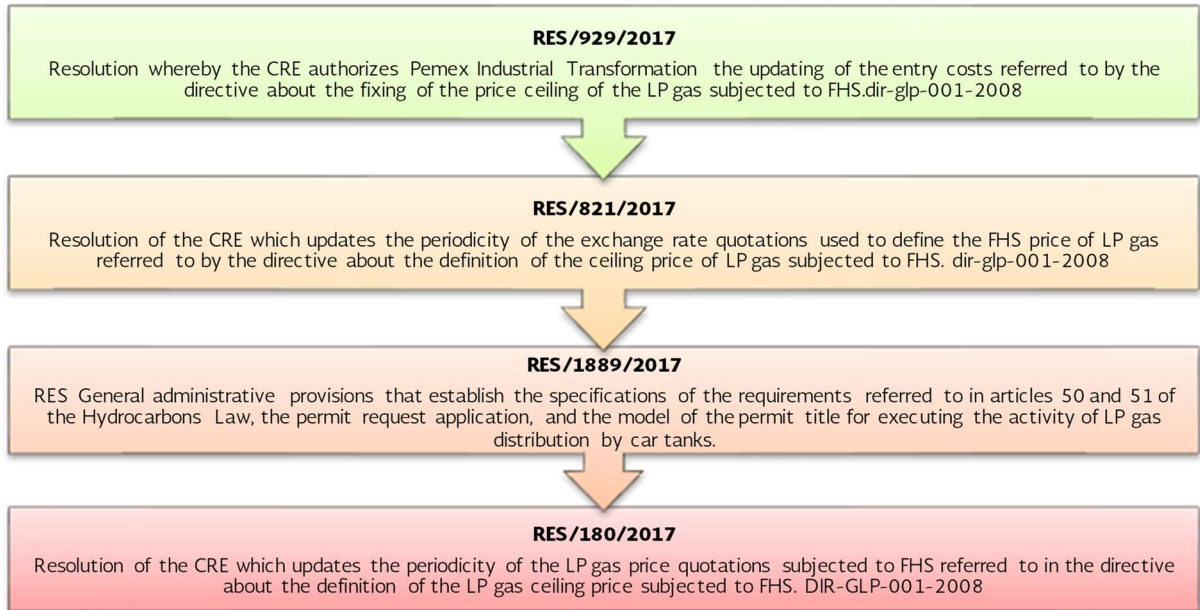 RES/929/2017
Resolution whereby the CRE authorizes Pemex Industrial Transformation the updating of the entry costs referred to by the
directive about the fixing of the price ceiling of the LP gas subjected to FHS.dir-glp-001-2008
RES/821/2017
Resolution of the CRE which updates the periodicity of the exchange rate quotations used to define the FHS price of LP gas
referred to by the directive about the definition of the ceiling price of LP gas subjected to FHS. dir-glp-001-2008
RES/1889/2017
RES General administrative provisions that establish the specifications of the requirements referred to in articles 50 and 51 of
the Hydrocarbons Law, the permit request application, and the model of the permit title for executing the activity of LP gas
distribution by car tanks.
RES/180/2017
Resolution of the CRE which updates the periodicity of the LP gas price quotations subjected to FHS referred to in the directive
about the definition of the LP gas ceiling price subjected to FHS. DIR-GLP-001-2008